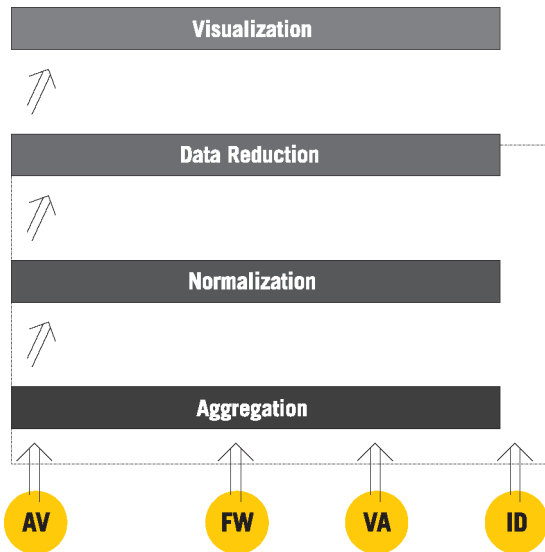 Visualization
Data Reduction
Normalization
Aggregation
AV
FW
VA
ID